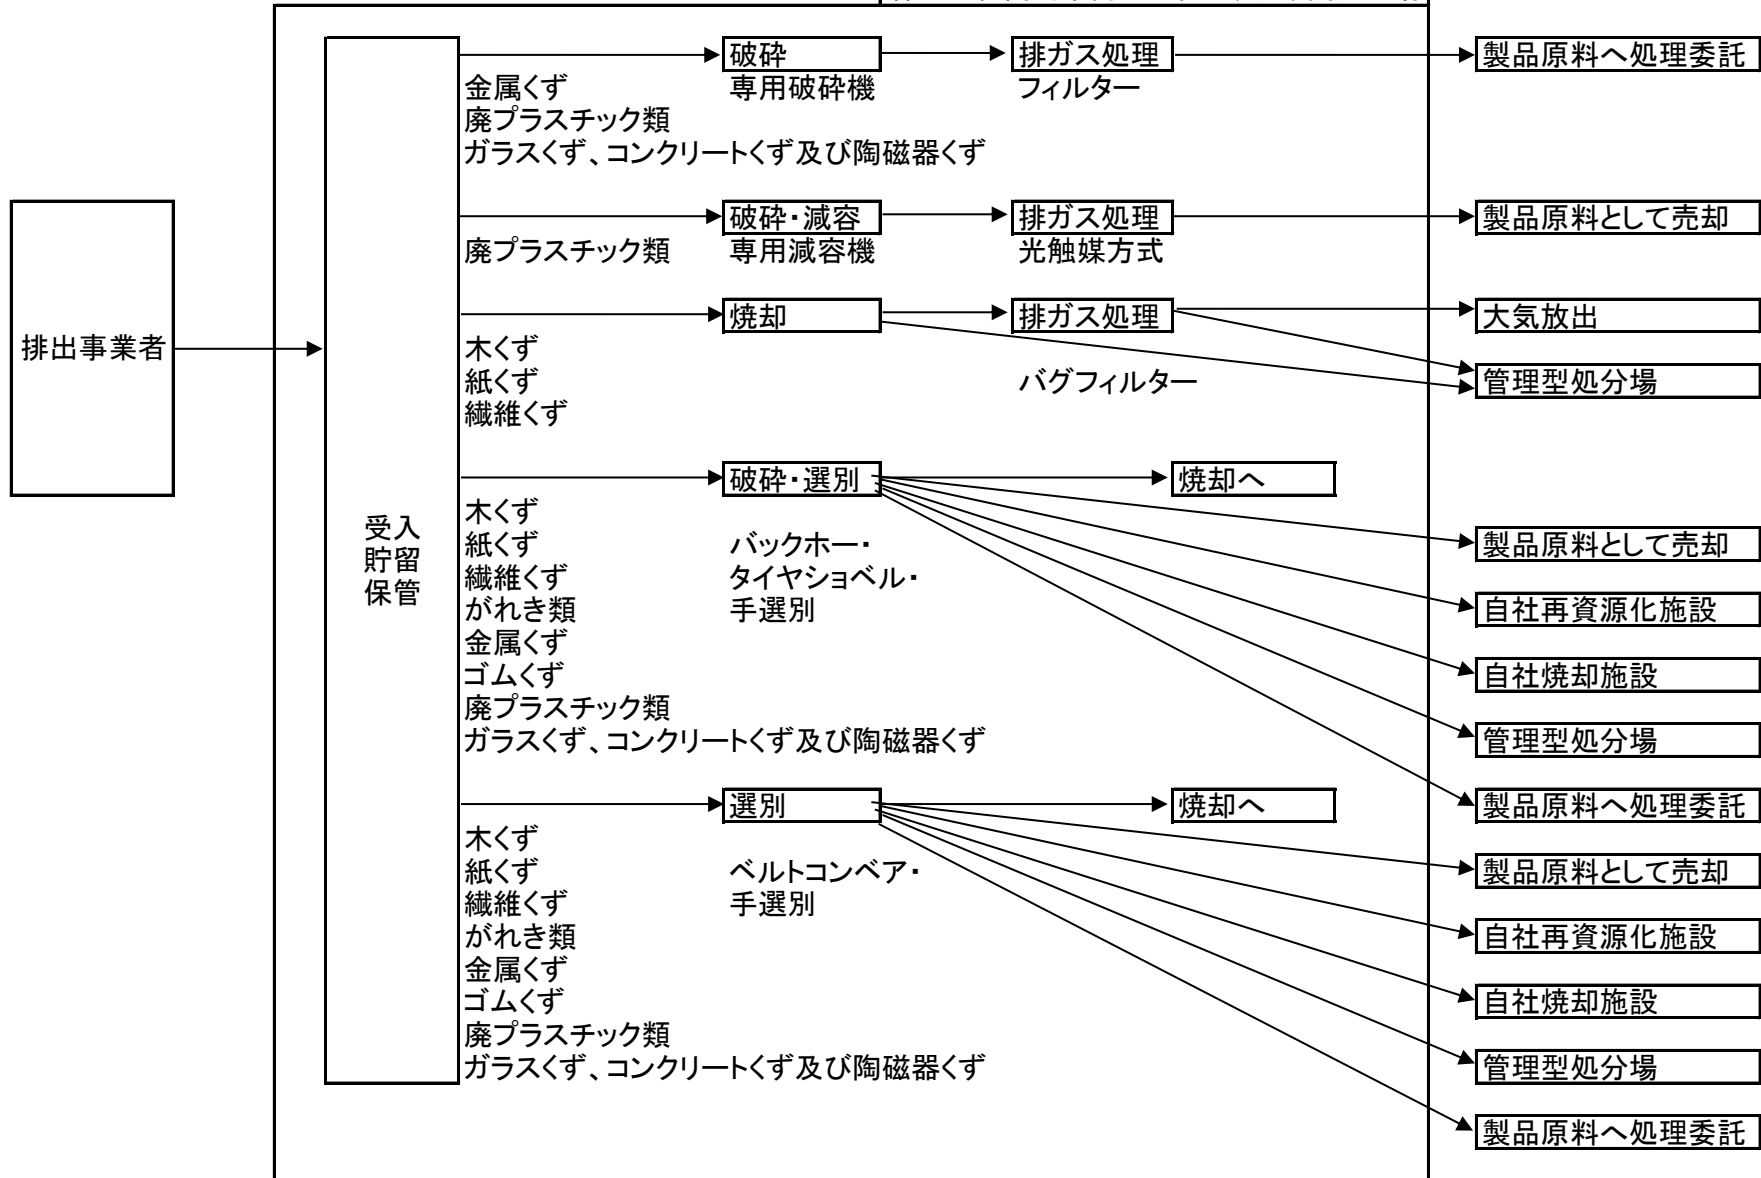 破砕
排ガス処理
製品原料へ処理委託
金属くず
専用破砕機
フィルター
廃プラスチック類
ガラスくず、コンクリートくず及び陶磁器くず
破砕・減容
排ガス処理
製品原料として売却
廃プラスチック類
専用減容機
光触媒方式
焼却
排ガス処理
大気放出
排出事業者
木くず
紙くず
バグフィルター
管理型処分場
繊維くず
破砕・選別
焼却へ
木くず
受入
貯留
保管
紙くず
バックホー・
製品原料として売却
繊維くず
タイヤショベル・
がれき類
手選別
自社再資源化施設
金属くず
ゴムくず
自社焼却施設
廃プラスチック類
ガラスくず、コンクリートくず及び陶磁器くず
管理型処分場
選別
焼却へ
製品原料へ処理委託
木くず
紙くず
ベルトコンベア・
製品原料として売却
繊維くず
手選別
がれき類
自社再資源化施設
金属くず
ゴムくず
自社焼却施設
廃プラスチック類
ガラスくず、コンクリートくず及び陶磁器くず
管理型処分場
製品原料へ処理委託